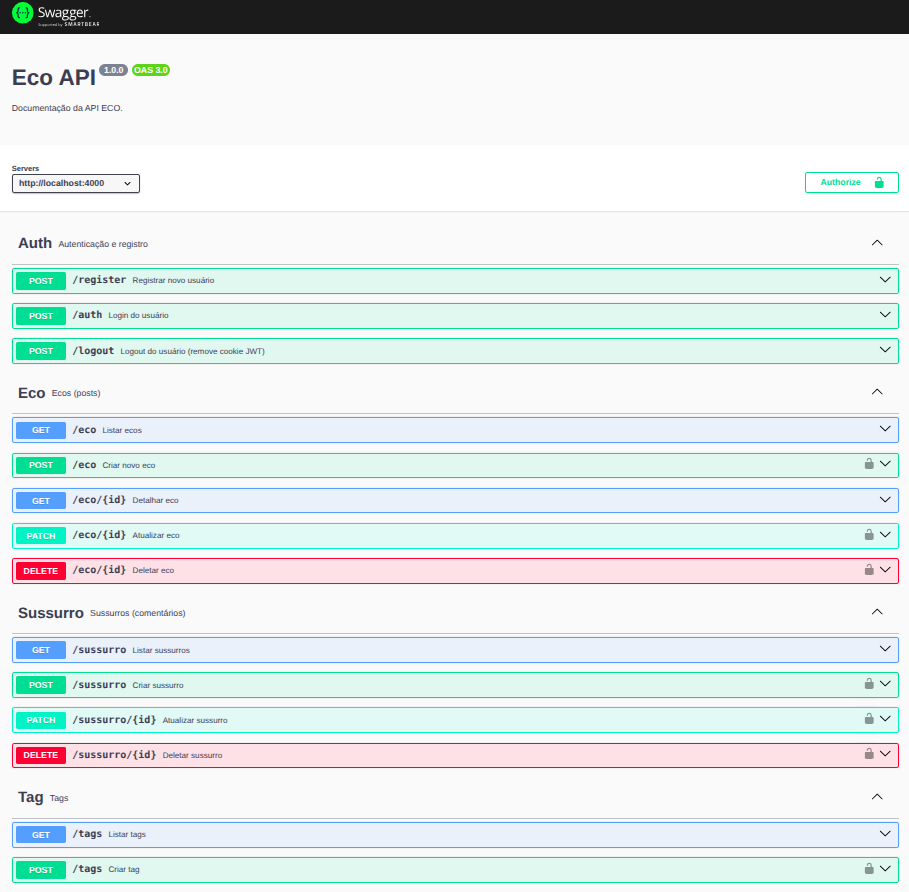 Swagger.
Supported by SMARTBEAR
Eco API 1.0.0 OAS 3.0
Documentação da API ECO.
Servers
http://localhost:4000
Authorize
Auth Autenticação e registro
POST /register Registrar novo usuário
POST /auth Login do usuário
POST /logout Logout do usuário (remove cookie JWT)
Eco Ecos (posts)
GET /eco Listar ecos
POST /eco Criar novo eco
GET /eco/{id} Detalhar eco
PATCH /eco/{id} Atualizar eco
DELETE /eco/{id} Deletar eco
Sussurro Sussurros (comentários)
GET /sussurro Listar sussurros
POST /sussurro Criar sussurro
PATCH /sussurro/{id} Atualizar sussurro
DELETE /sussurro/{id} Deletar sussurro
Tag Tags
GET /tags Listar tags
POST /tags Criar tag